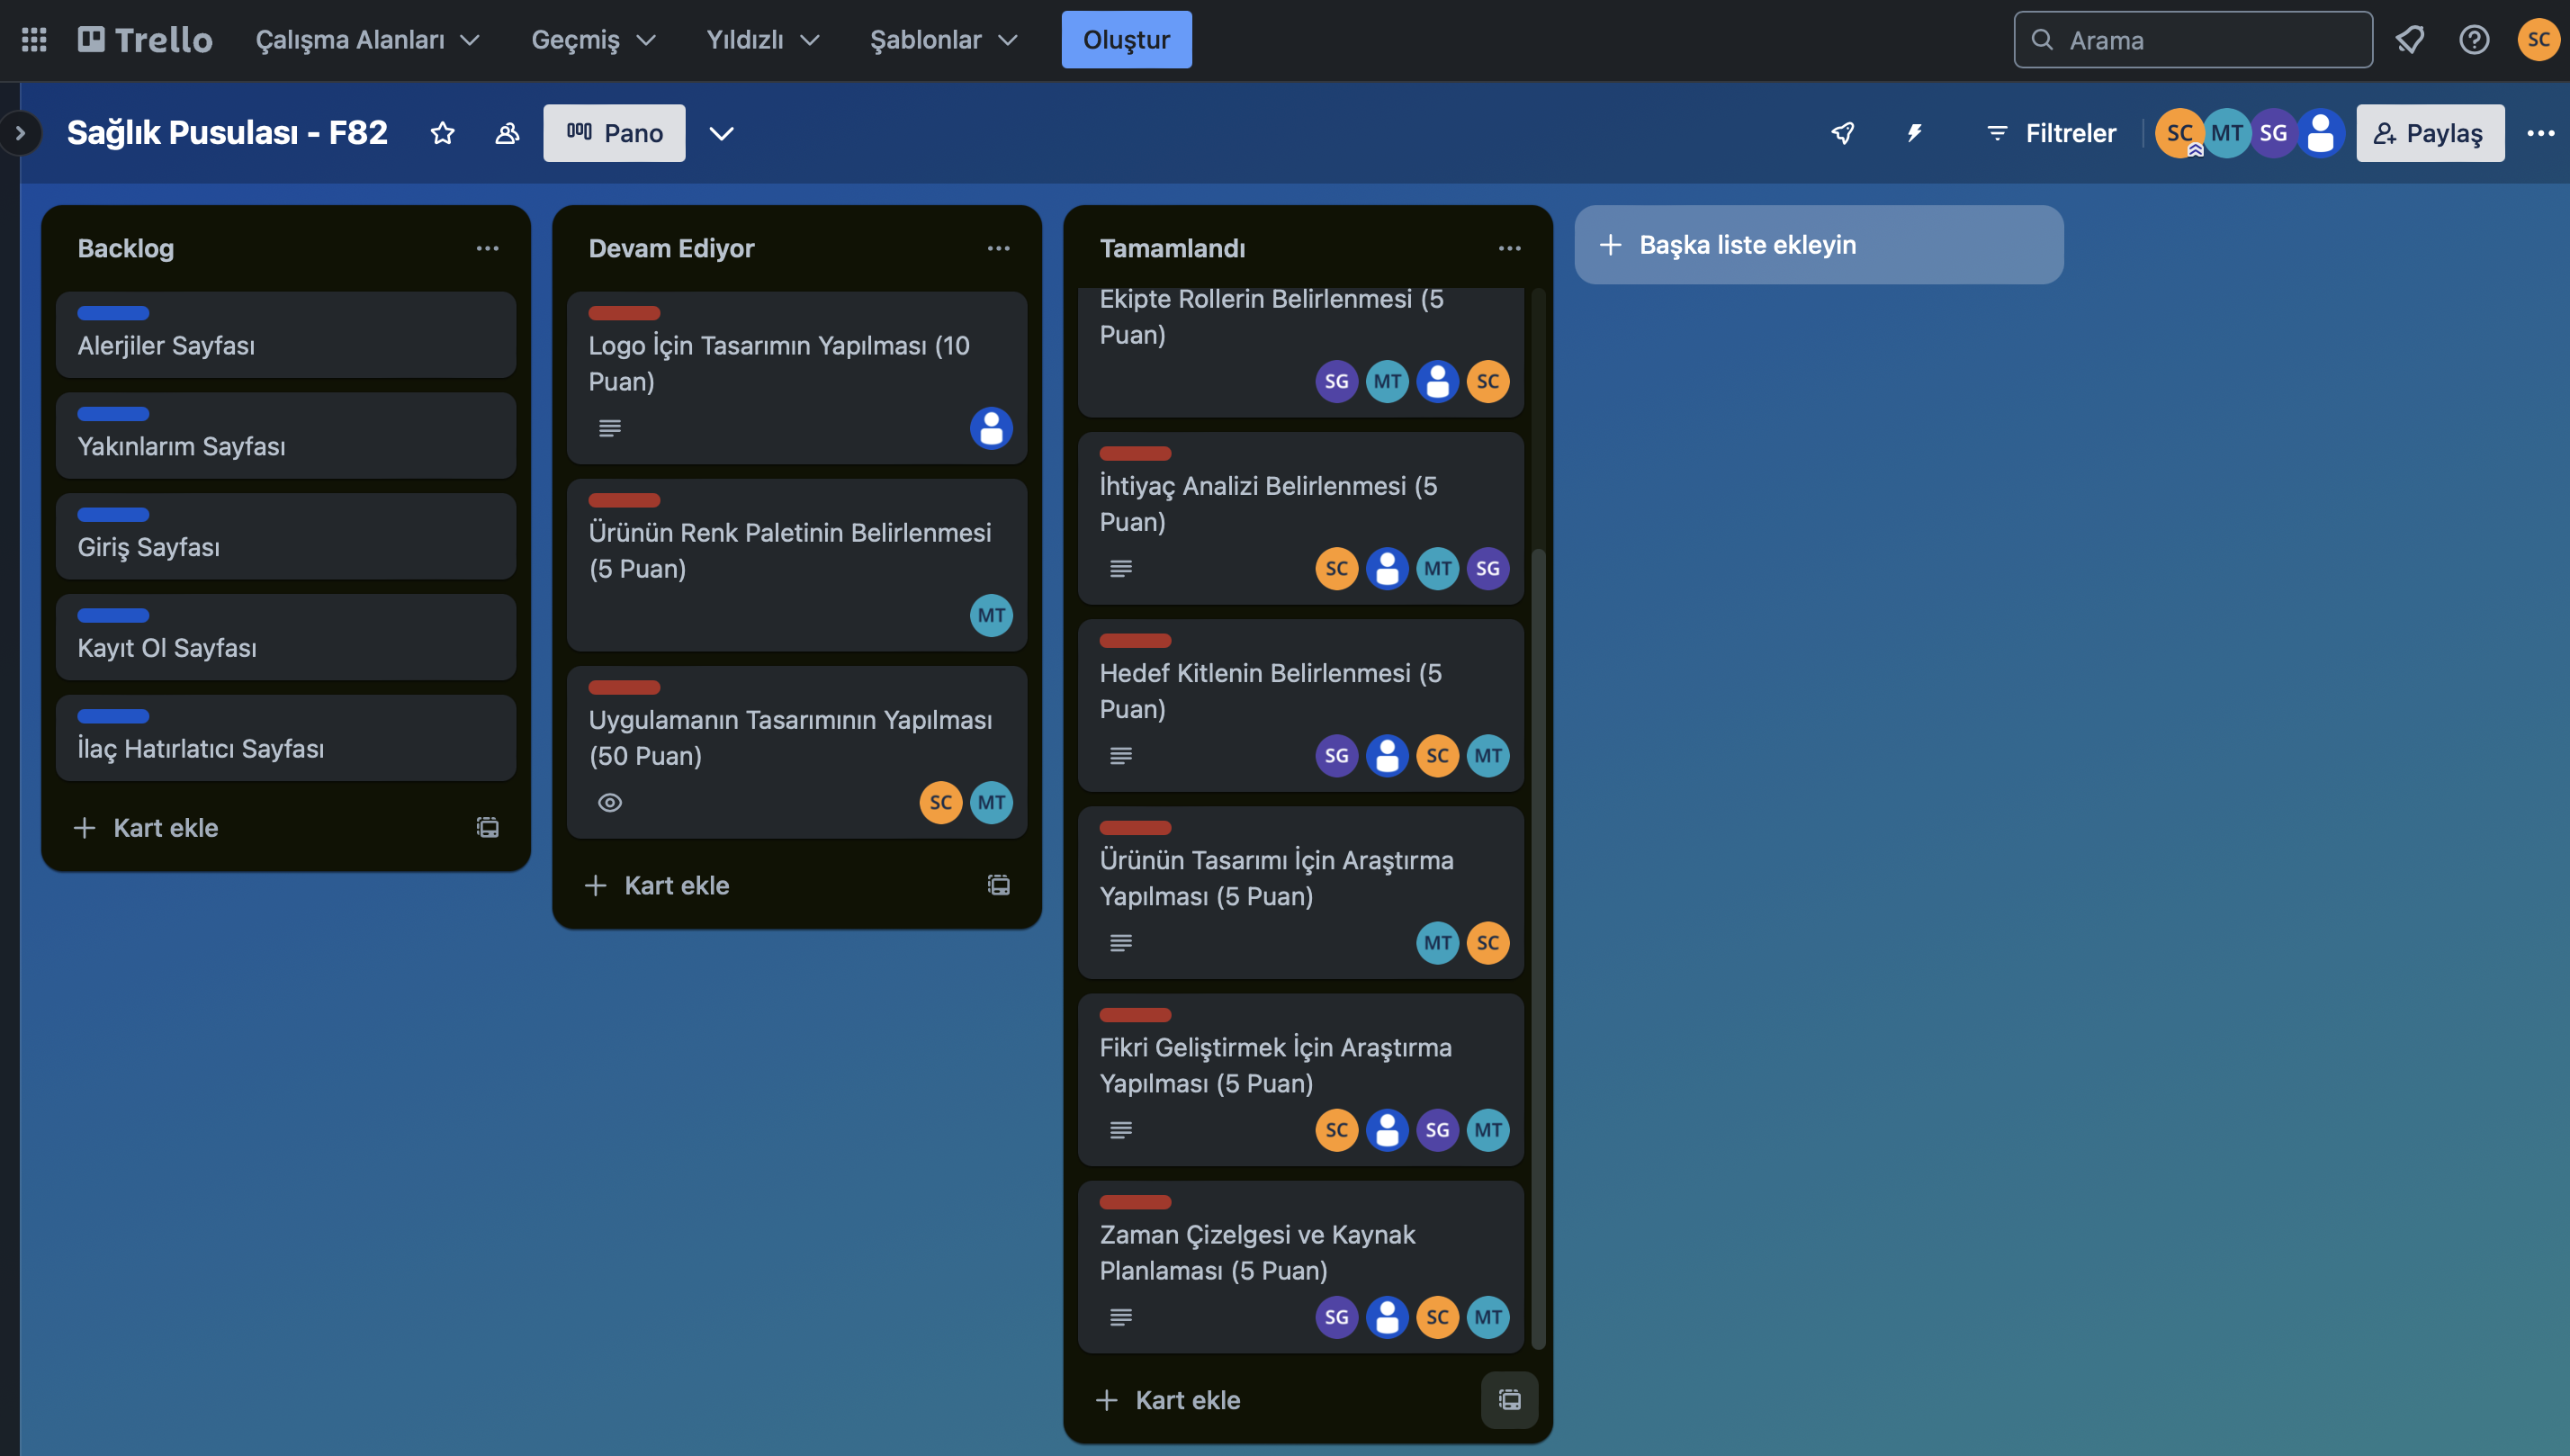 Trello
Çalışma Alanları
Geçmiş
Yıldızlı
Şablonlar
Oluştur
Arama
SC
Sağlık Pusulası - F82
Pano
Filtreler
SC
MT
SG
Paylaş
Backlog
Alerjiler Sayfası
Yakınlarım Sayfası
Giriş Sayfası
Kayıt Ol Sayfası
İlaç Hatırlatıcı Sayfası
Kart ekle
Devam Ediyor
Logo İçin Tasarımın Yapılması (10
Puan)
Ürünün Renk Paletinin Belirlenmesi
(5 Puan)
MT
Uygulamanın Tasarımının Yapılması
(50 Puan)
SC MT
Kart ekle
Tamamlandı
Ekipte Rollerin Belirlenmesi (5
Puan)
SG MT SC
İhtiyaç Analizi Belirlenmesi (5
Puan)
SC MT SG
Hedef Kitlenin Belirlenmesi (5
Puan)
SG SC MT
Ürünün Tasarımı İçin Araştırma
Yapılması (5 Puan)
MT SC
Fikri Geliştirmek İçin Araştırma
Yapılması (5 Puan)
SC SG MT
Zaman Çizelgesi ve Kaynak
Planlaması (5 Puan)
SG SC MT
Kart ekle
Başka liste ekleyin